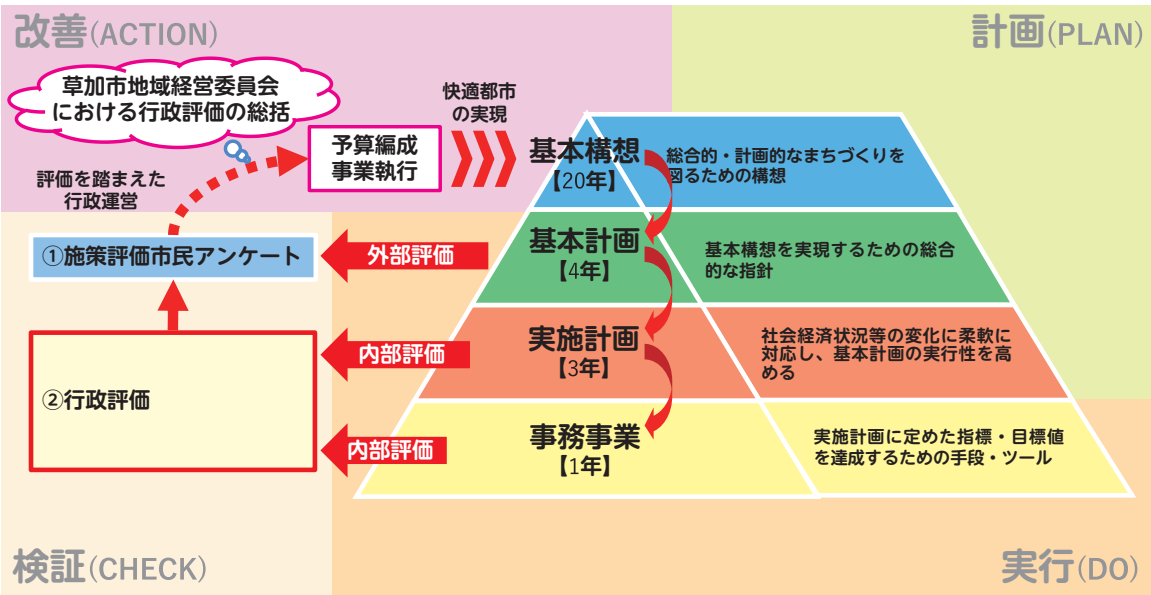 改善(ACTION)
計画(PLAN)
草加市地域経営委員会
における行政評価の総括
快適都市
の実現
予算編成
事業執行
評価を踏まえた
行政運営
基本構想
【20年】
総合的・計画的なまちづくりを
図るための構想
①施策評価市民アンケート
外部評価
基本計画
【4年】
基本構想を実現するための総合
的な指針
内部評価
実施計画
【3年】
社会経済状況等の変化に柔軟に
対応し、基本計画の実行性を高
める
②行政評価
内部評価
事務事業
【1年】
実施計画に定めた指標・目標値
を達成するための手段・ツール
検証(CHECK)
実行(DO)